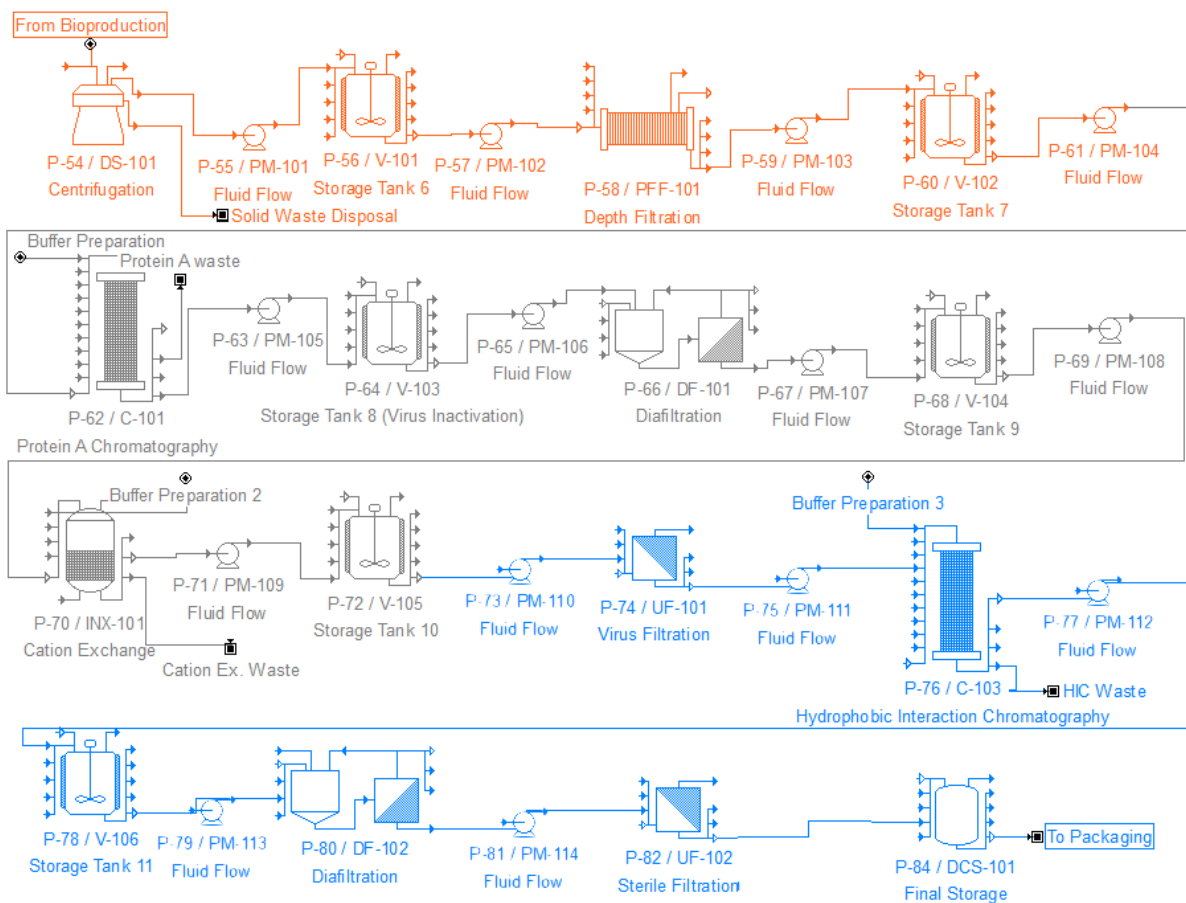 From Bioproduction
P-54 / DS-101
Centrifugation
P-55 / PM-101
Fluid Flow
Solid Waste Disposal
P-56 / V-101
Storage Tank 6
P-57 / PM-102
Fluid Flow
P-58 / PFF-101
Depth Filtration
P-59 / PM-103
Fluid Flow
P-60 / V-102
Storage Tank 7
P-61 / PM-104
Fluid Flow
Buffer Preparation
Protein A waste
P-62 / C-101
Protein A Chromatography
P-63 / PM-105
Fluid Flow
P-64 / V-103
Storage Tank 8 (Virus Inactivation)
P-65 / PM-106
Fluid Flow
P-66 / DF-101
Diafiltration
P-67 / PM-107
Fluid Flow
P-68 / V-104
Storage Tank 9
P-69 / PM-108
Fluid Flow
Buffer Preparation 2
P-70 / INX-101
Cation Exchange
Cation Ex. Waste
P-71 / PM-109
Fluid Flow
P-72 / V-105
Storage Tank 10
P-73 / PM-110
Fluid Flow
P-74 / UF-101
Virus Filtration
P-75 / PM-111
Fluid Flow
Buffer Preparation 3
P-76 / C-103
Hydrophobic Interaction Chromatography
HIC Waste
P-77 / PM-112
Fluid Flow
P-78 / V-106
Storage Tank 11
P-79 / PM-113
Fluid Flow
P-80 / DF-102
Diafiltration
P-81 / PM-114
Fluid Flow
P-82 / UF-102
Sterile Filtration
P-84 / DCS-101
Final Storage
To Packaging